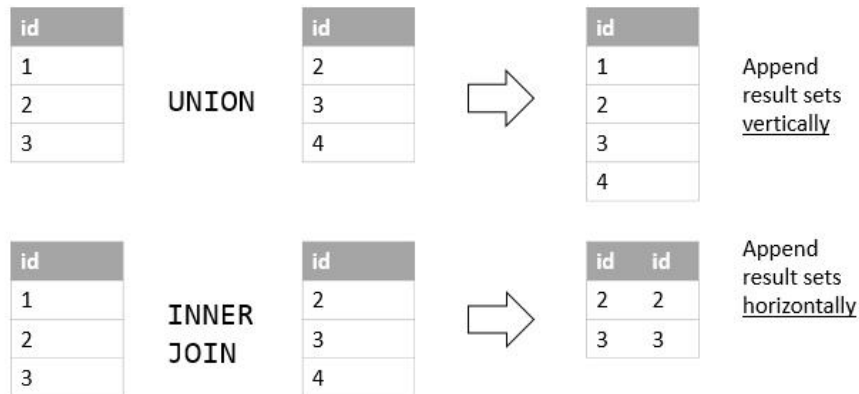 id
1
2
3
UNION
id
2
3
4
id
1
2
3
4
Append
result sets
vertically
id
1
2
3
INNER
JOIN
id
2
3
4
id id
2 2
3 3
Append
result sets
horizontally